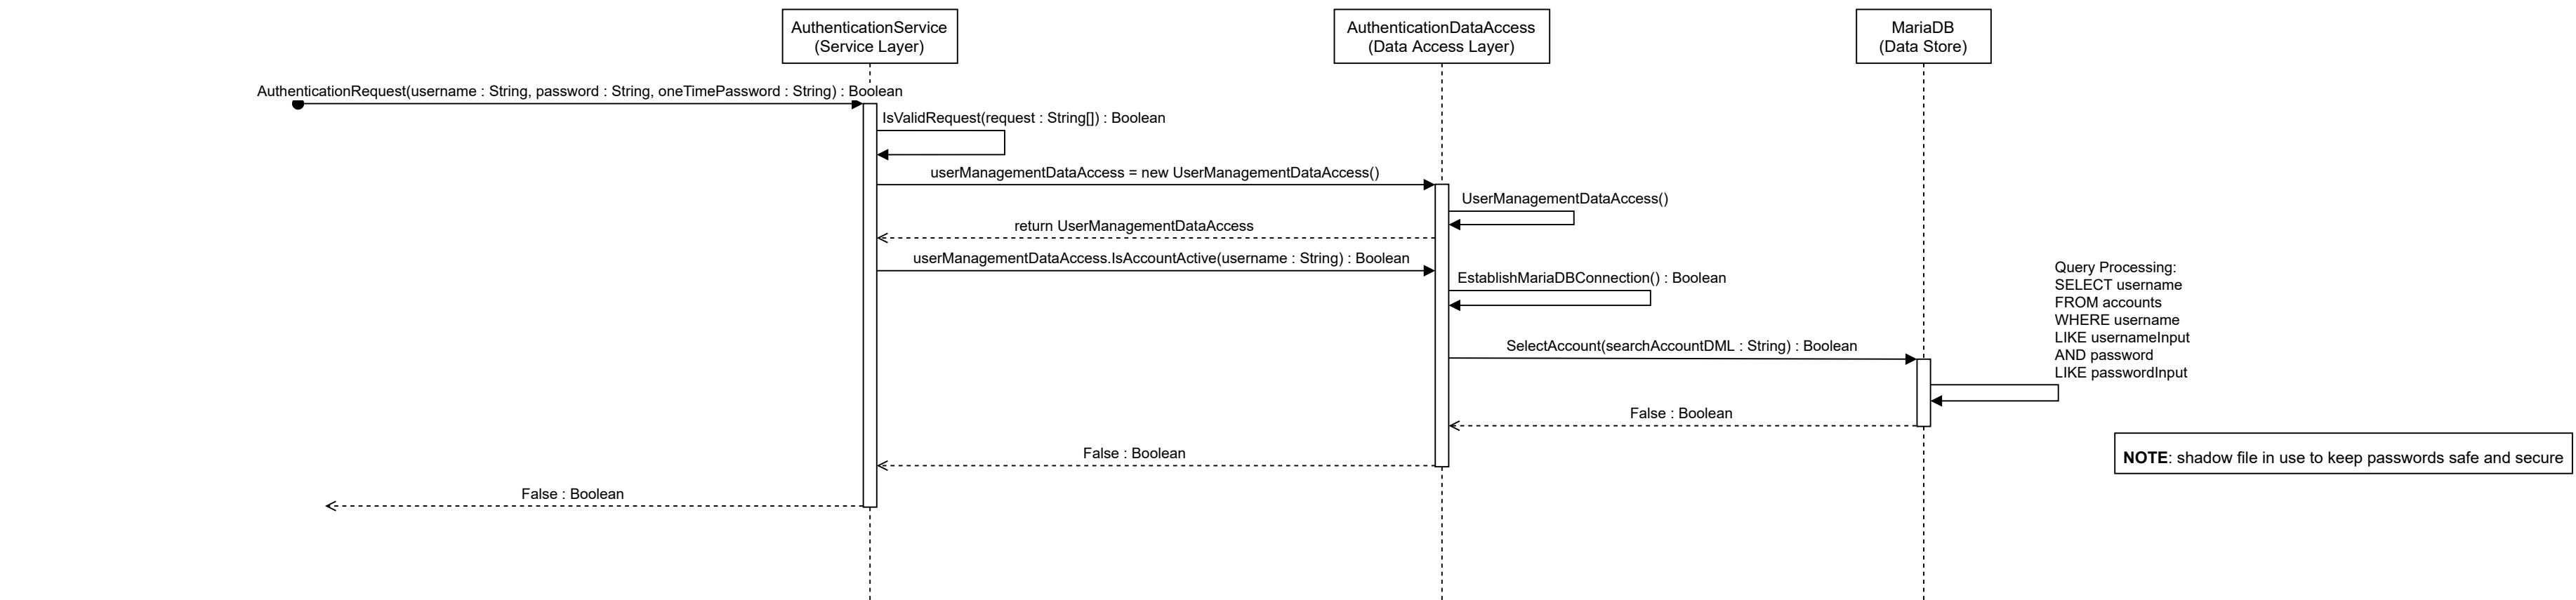 AuthenticationService
(Service Layer)
AuthenticationDataAccess
(Data Access Layer)
MariaDB
(Data Store)
AuthenticationRequest(username : String, password : String, oneTimePassword : String) : Boolean
IsValidRequest(request : String[]) : Boolean
userManagementDataAccess = new UserManagementDataAccess()
UserManagementDataAccess()
return UserManagementDataAccess
userManagementDataAccess.IsAccountActive(username : String) : Boolean
EstablishMariaDBConnection() : Boolean
Query Processing:
SELECT username
FROM accounts
WHERE username
LIKE usernameInput
AND password
LIKE passwordInput
SelectAccount(searchAccountDML : String) : Boolean
False : Boolean
False : Boolean
NOTE: shadow file in use to keep passwords safe and secure
False : Boolean